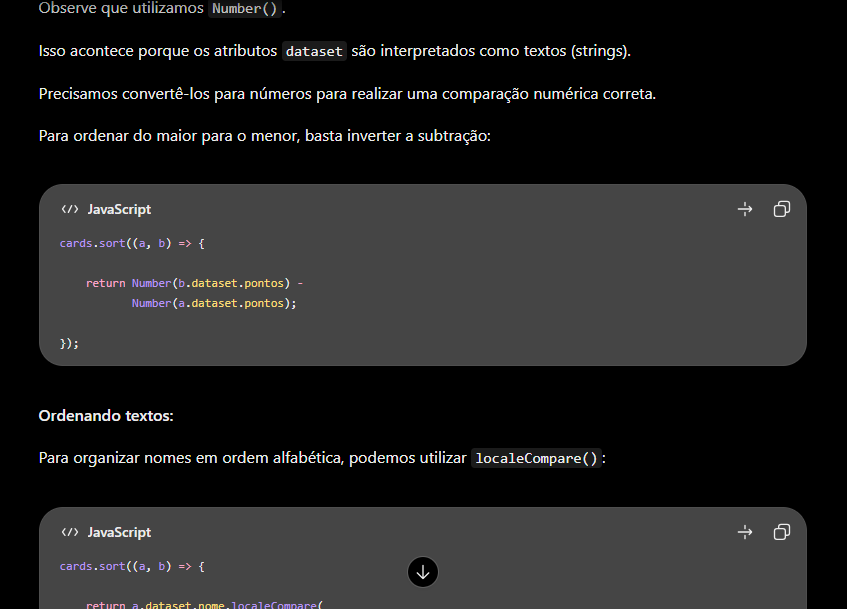 Observe que utilizamos Number().
Isso acontece porque os atributos dataset são interpretados como textos (strings).
Precisamos convertê-los para números para realizar uma comparação numérica correta.
Para ordenar do maior para o menor, basta inverter a subtração:
</> JavaScript
cards.sort((a, b) => {
return Number(b.dataset.pontos) -
Number(a.dataset.pontos);
});
Ordenando textos:
Para organizar nomes em ordem alfabética, podemos utilizar localeCompare():
</> JavaScript
cards.sort((a, b) => {
return a.dataset.nome.localeCompare(